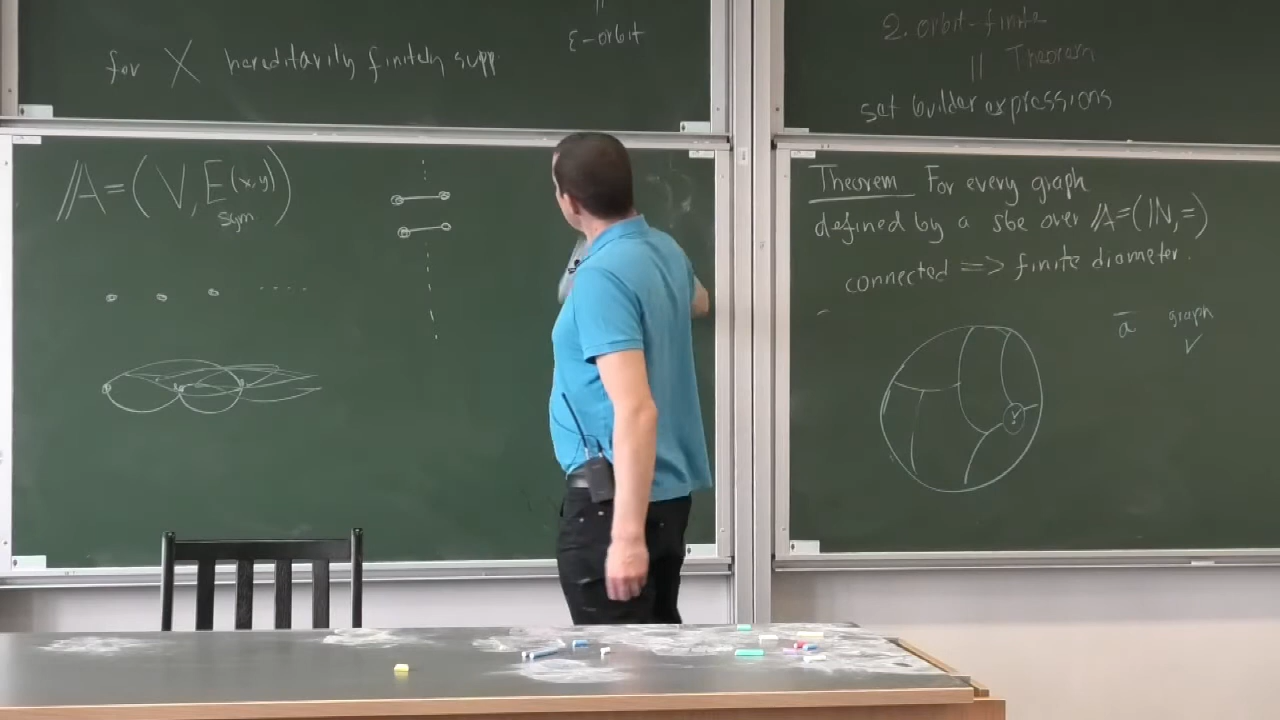 ||
ε-orbit
for X hereditarily finitely supp.
𝔸=(V,E(x,y))
sym.
.....
2. orbit-finite
|| Theorem
set builder expressions
Theorem For every graph
defined by a sbe over 𝔸=(ℕ,=)
connected => finite diameter.
a̅ graph
✓